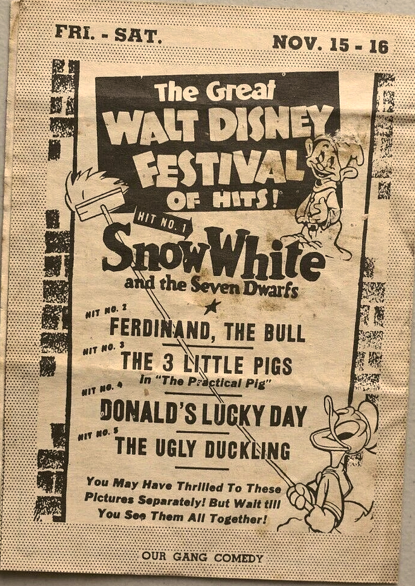 FRI. - SAT.
NOV. 15 - 16
The Great
WALT DISNEY
FESTIVAL
OF HITS!
HIT NO. 1
Snow White
and the Seven Dwarfs
HIT NO. 2
FERDINAND, THE BULL
HIT NO. 3
THE 3 LITTLE PIGS
In "The Practical Pig"
HIT NO. 4
DONALD'S LUCKY DAY
HIT NO. 5
THE UGLY DUCKLING
You May Have Thrilled To These
Pictures Separately! But Wait till
You See Them All Together!
OUR GANG COMEDY